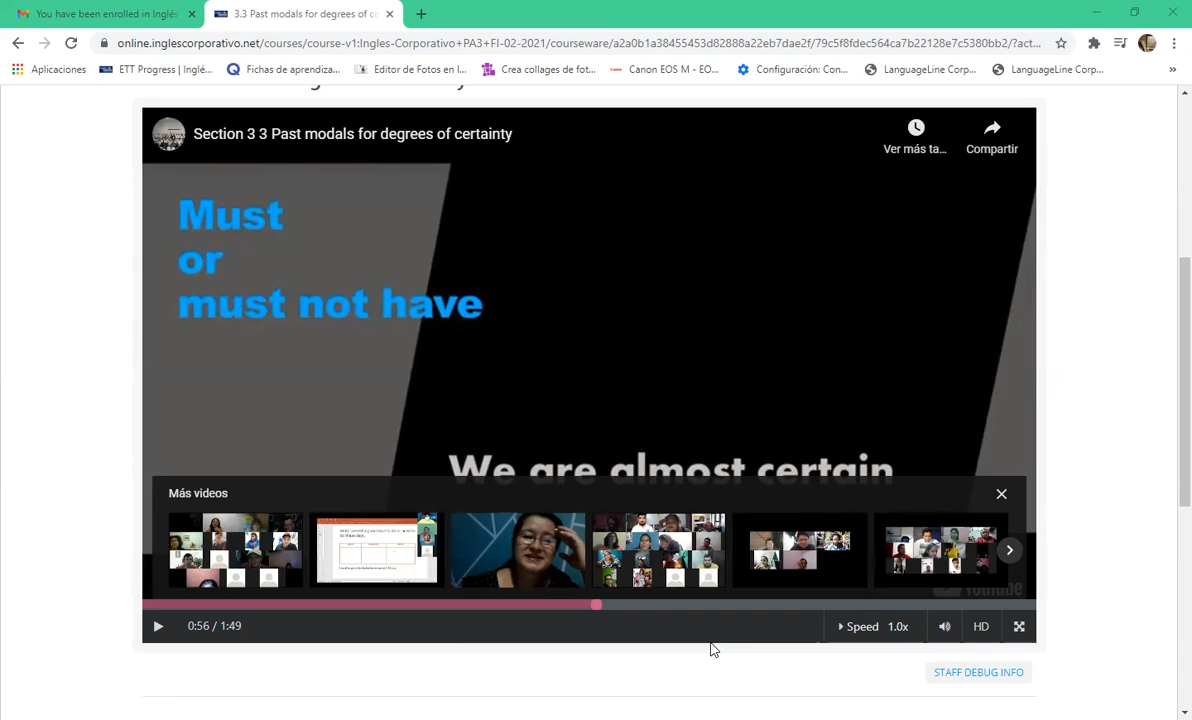 You have been enrolled in Inglés
3.3 Past modals for degrees of ce
online.inglescorporativo.net/courses/course-v1:Ingles-Corporativo+PA3+FI-02-2021/courseware/a2a0b1a38455453d82888a22eb7dae2f/79c5f8fdec564ca7b22128e7c5380bb2/?act...
Aplicaciones
ETT Progress | Inglé...
Fichas de aprendiza...
Editor de Fotos en l...
Crea collages de fot...
Canon EOS M - EO...
Configuración: Con...
LanguageLine Corp...
LanguageLine Corp...
Section 3 3 Past modals for degrees of certainty
Ver más ta...
Compartir
Must
or
must not have
We are almost certain
Más videos
YouTube
0:56 / 1:49
Speed 1.0x
HD
STAFF DEBUG INFO